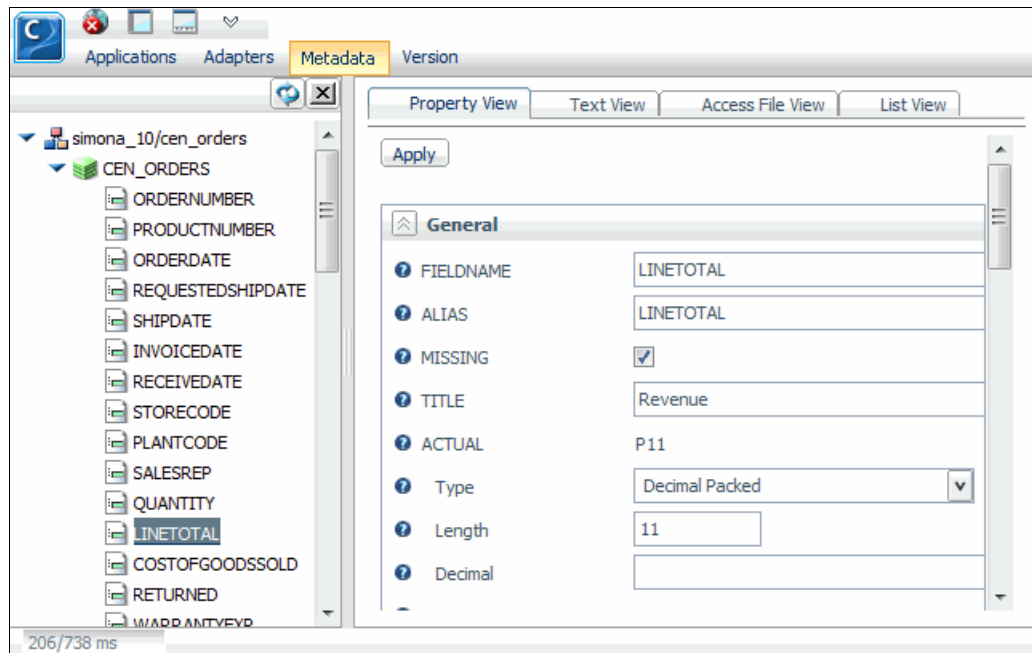 C
Applications Adapters Metadata Version
Property View Text View Access File View List View
simona_10/cen_orders
CEN_ORDERS
ORDERNUMBER
PRODUCTNUMBER
ORDERDATE
REQUESTEDSHIPDATE
SHIPDATE
INVOICEDATE
RECEIVEDATE
STORECODE
PLANTCODE
SALESREP
QUANTITY
LINETOTAL
COSTOFGOODSSOLD
RETURNED
WARRANTYEXP
Apply
General
FIELDNAME LINETOTAL
ALIAS LINETOTAL
MISSING
TITLE Revenue
ACTUAL P11
Type Decimal Packed
Length 11
Decimal
206/738 ms